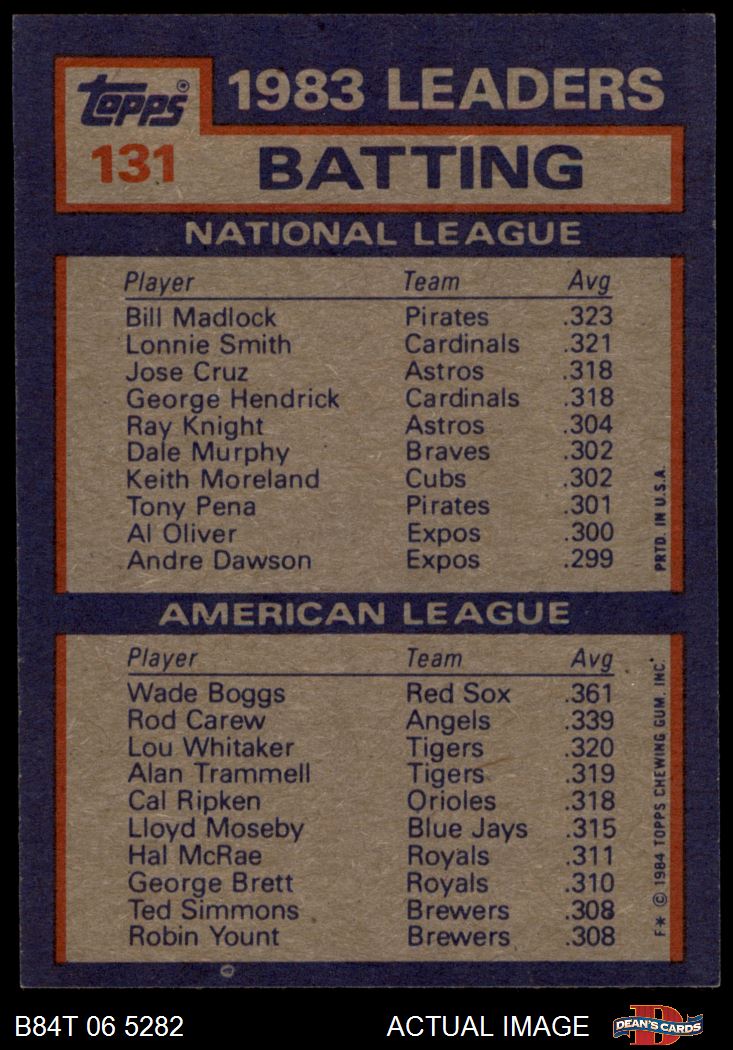 Topps®
131
1983 LEADERS
BATTING
NATIONAL LEAGUE
Player Team Avg
Bill Madlock Pirates .323
Lonnie Smith Cardinals .321
Jose Cruz Astros .318
George Hendrick Cardinals .318
Ray Knight Astros .304
Dale Murphy Braves .302
Keith Moreland Cubs .302
Tony Pena Pirates .301
Al Oliver Expos .300
Andre Dawson Expos .299
PRTD. IN U.S.A.
AMERICAN LEAGUE
Player Team Avg
Wade Boggs Red Sox .361
Rod Carew Angels .339
Lou Whitaker Tigers .320
Alan Trammell Tigers .319
Cal Ripken Orioles .318
Lloyd Moseby Blue Jays .315
Hal McRae Royals .311
George Brett Royals .310
Ted Simmons Brewers .308
Robin Yount Brewers .308
F* © 1984 TOPPS CHEWING GUM, INC.
B84T 06 5282
ACTUAL IMAGE
D
DEAN'S CARDS